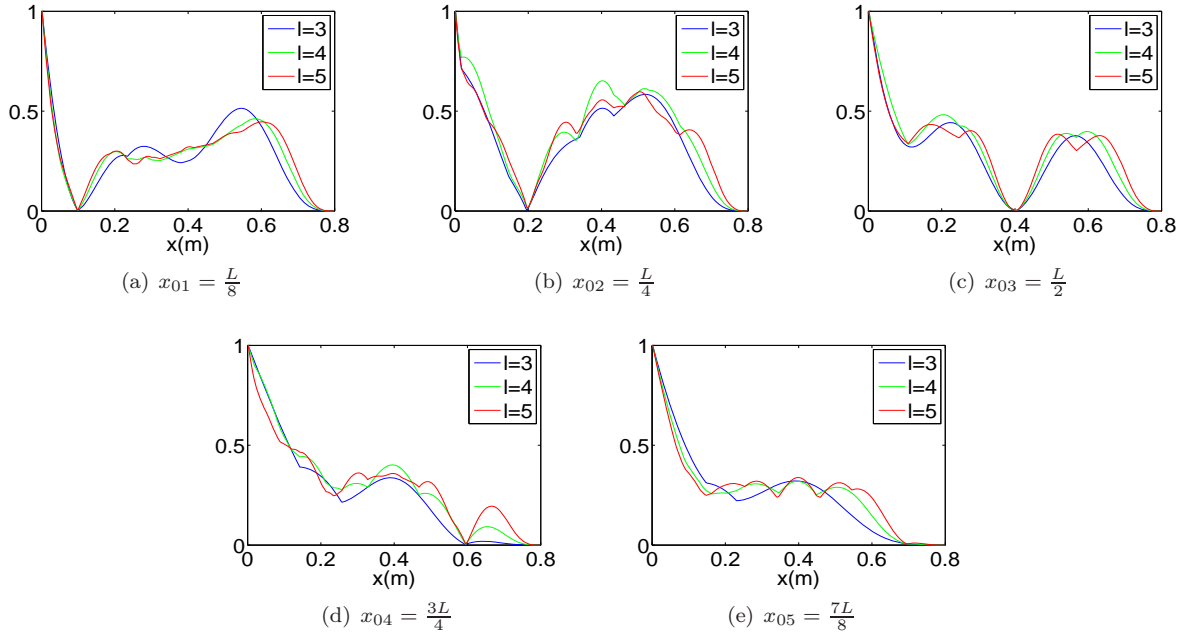 1
0.5
0
0 0.2 0.4 0.6 0.8
x(m)
l=3
l=4
l=5
(a) x₀₁ = L/8
1
0.5
0
0 0.2 0.4 0.6 0.8
x(m)
l=3
l=4
l=5
(b) x₀₂ = L/4
1
0.5
0
0 0.2 0.4 0.6 0.8
x(m)
l=3
l=4
l=5
(c) x₀₃ = L/2
1
0.5
0
0 0.2 0.4 0.6 0.8
x(m)
l=3
l=4
l=5
(d) x₀₄ = 3L/4
1
0.5
0
0 0.2 0.4 0.6 0.8
x(m)
l=3
l=4
l=5
(e) x₀₅ = 7L/8